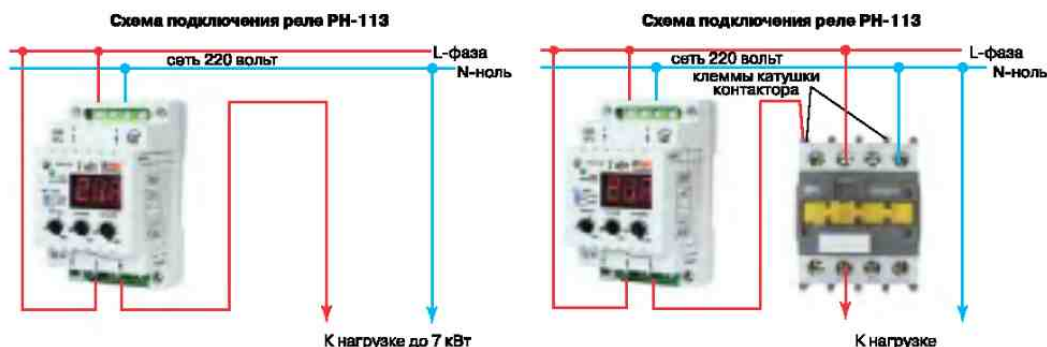 Схема подключения реле РН-113
L-фаза
сеть 220 вольт
N-ноль
К нагрузке до 7 кВт
Схема подключения реле РН-113
L-фаза
сеть 220 вольт
N-ноль
клеммы катушки
контактора
К нагрузке